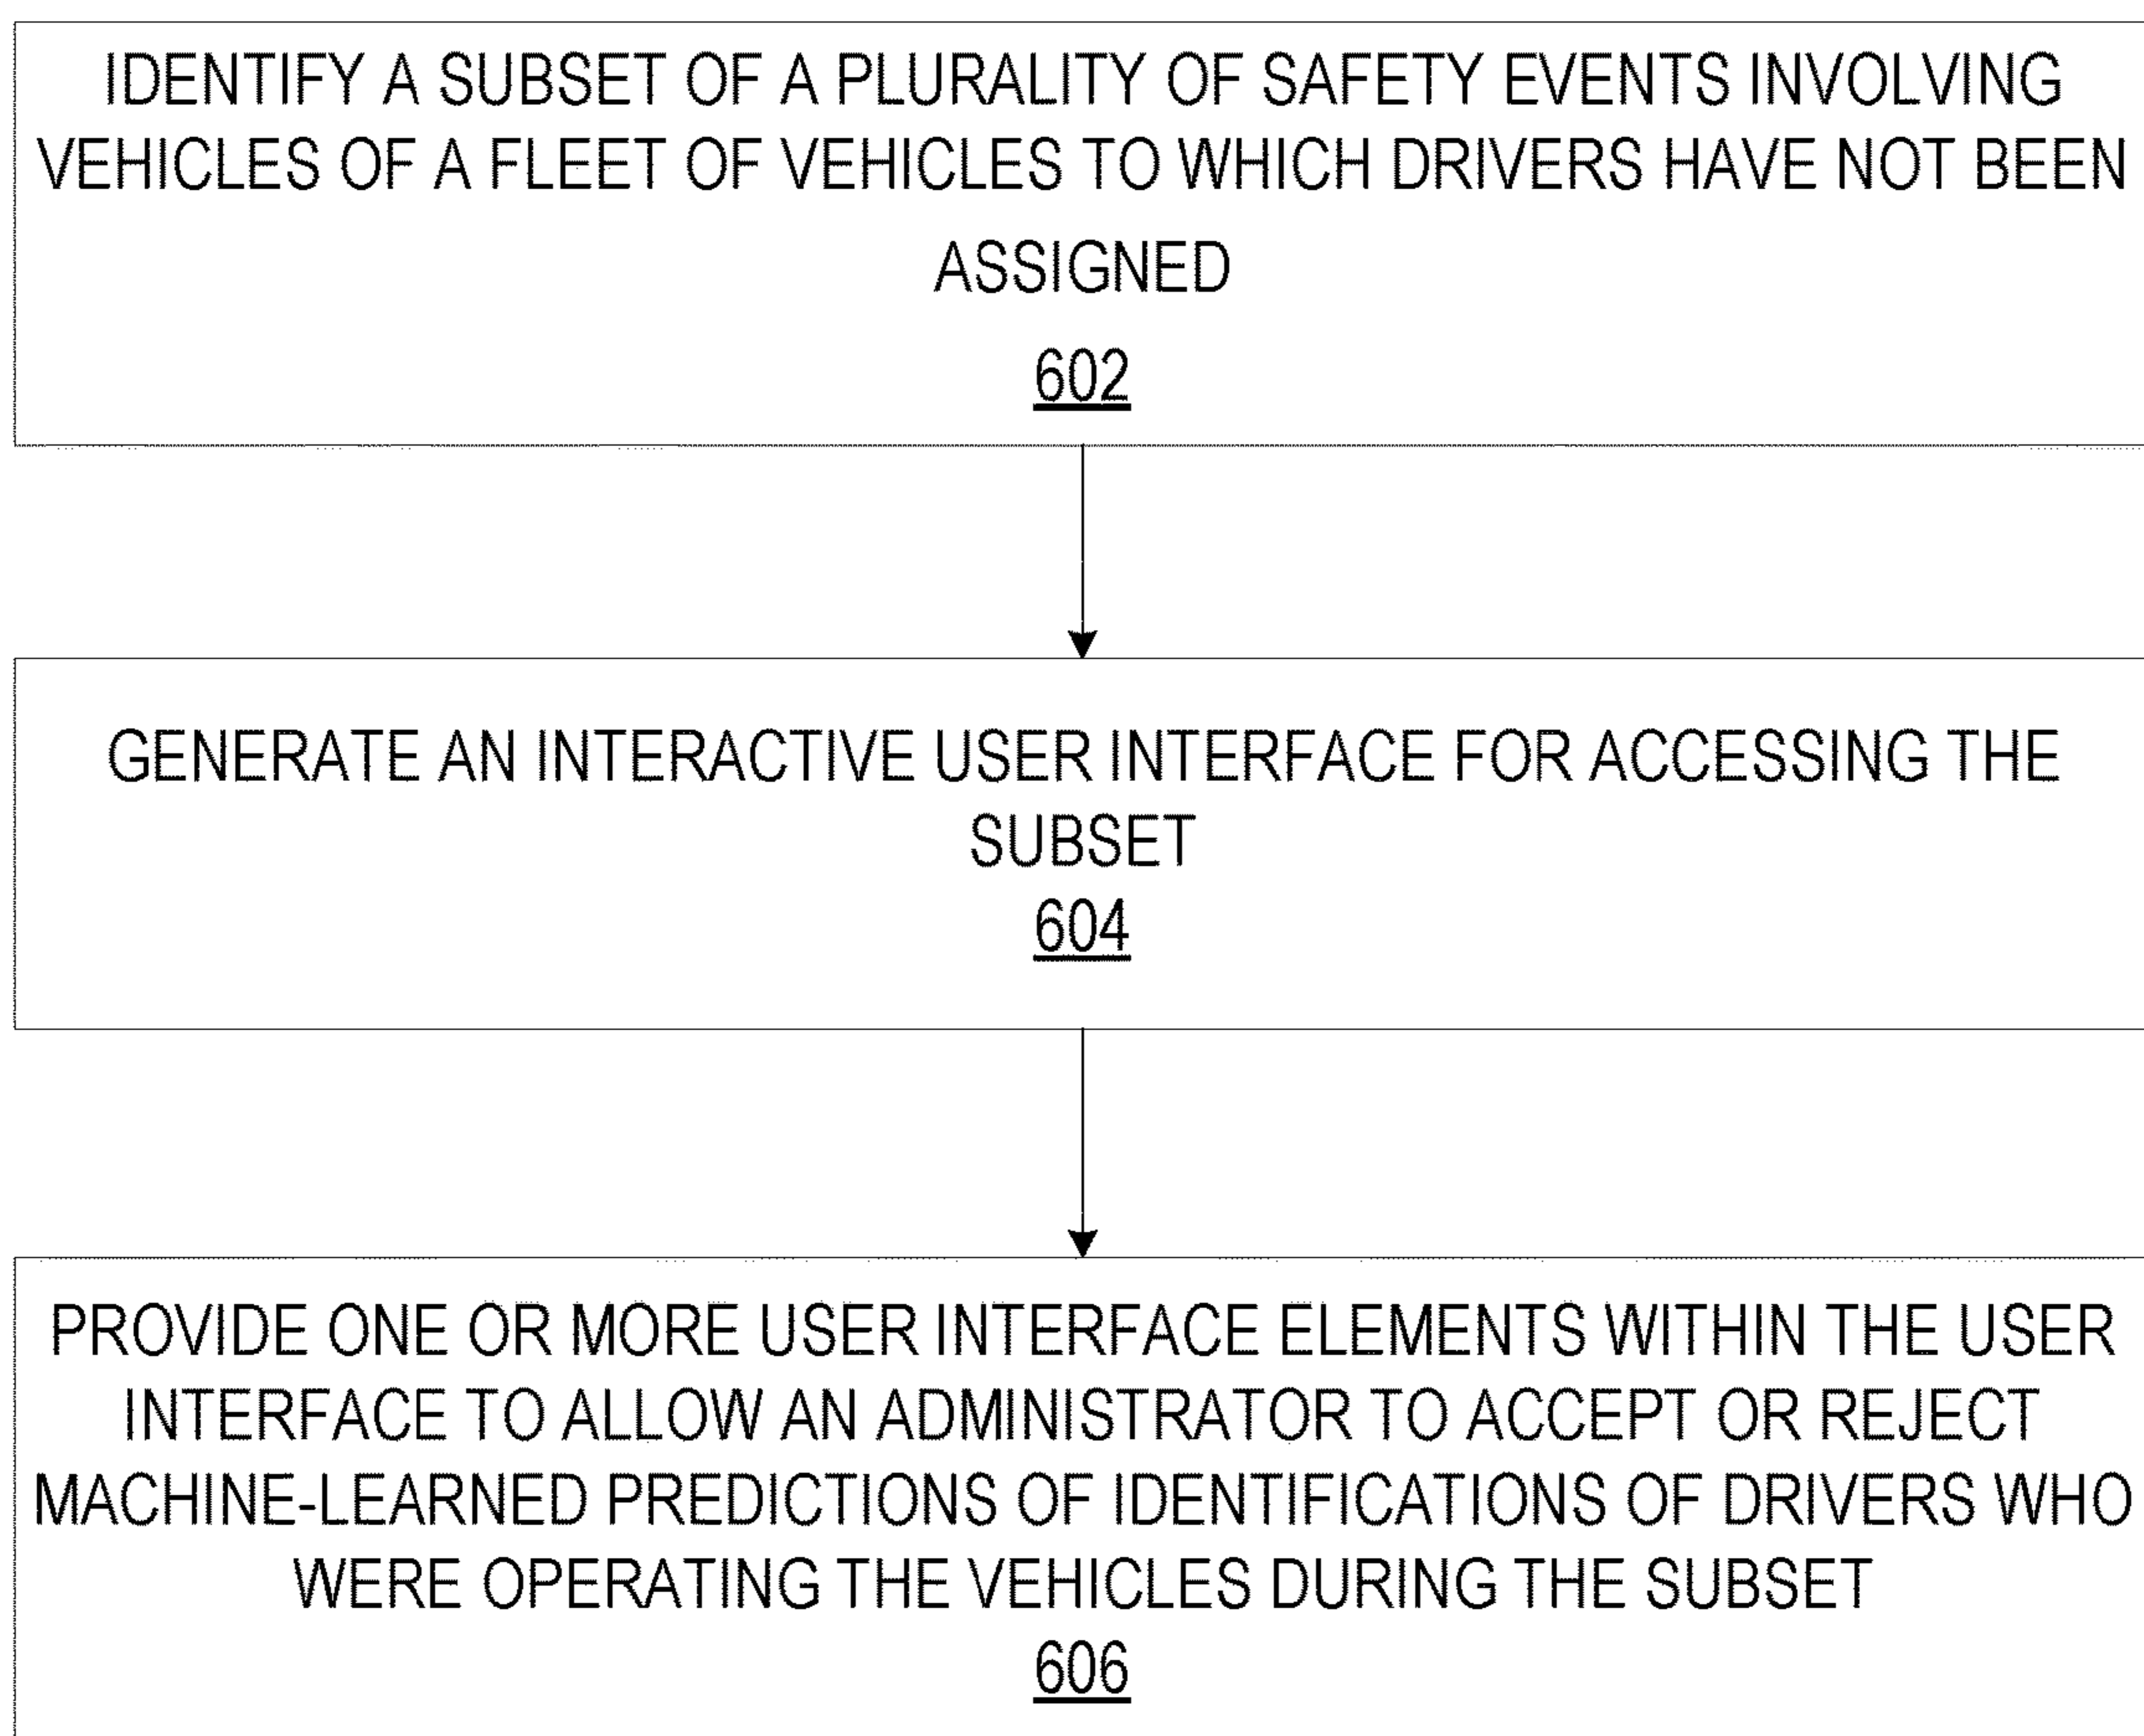 IDENTIFY A SUBSET OF A PLURALITY OF SAFETY EVENTS INVOLVING
VEHICLES OF A FLEET OF VEHICLES TO WHICH DRIVERS HAVE NOT BEEN
ASSIGNED
602
GENERATE AN INTERACTIVE USER INTERFACE FOR ACCESSING THE
SUBSET
604
PROVIDE ONE OR MORE USER INTERFACE ELEMENTS WITHIN THE USER
INTERFACE TO ALLOW AN ADMINISTRATOR TO ACCEPT OR REJECT
MACHINE-LEARNED PREDICTIONS OF IDENTIFICATIONS OF DRIVERS WHO
WERE OPERATING THE VEHICLES DURING THE SUBSET
606